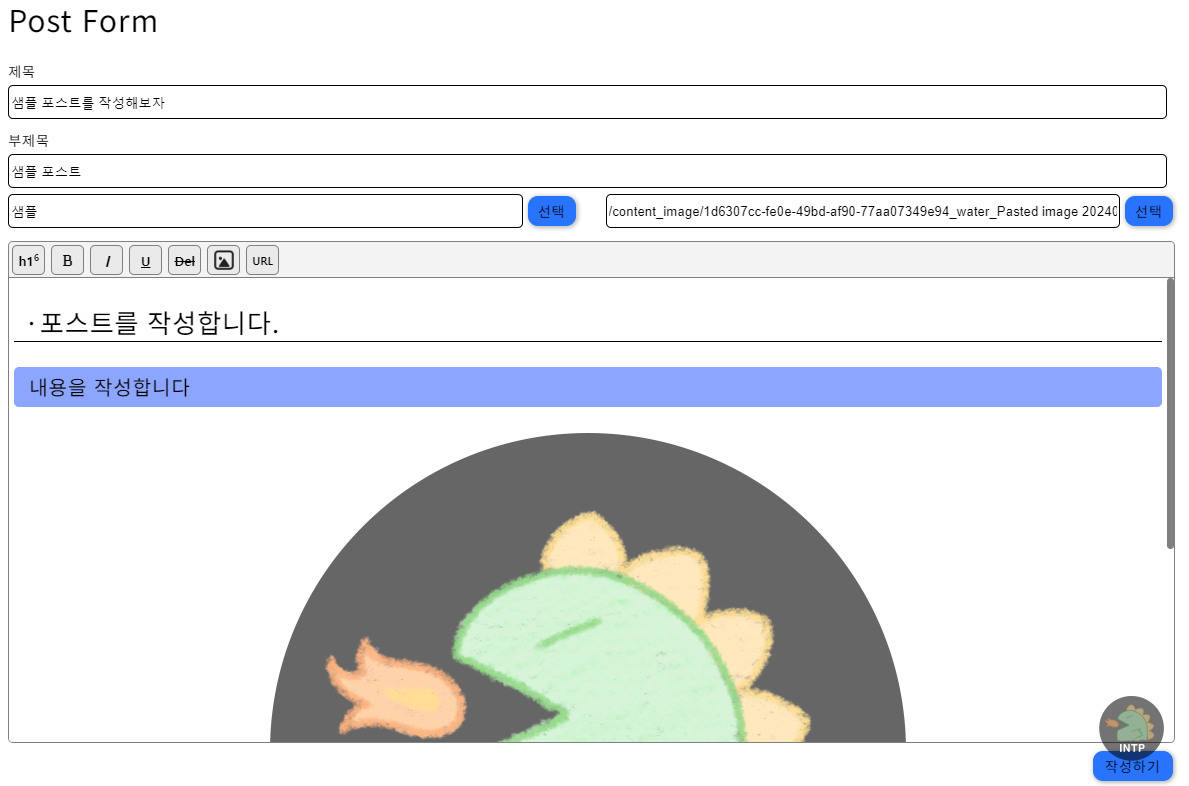 Post Form
제목
샘플 포스트를 작성해보자
부제목
샘플 포스트
샘플 선택 /content_image/1d6307cc-fe0e-49bd-af90-77aa07349e94_water_Pasted image 20240 선택
h1⁶ B I U Del URL
· 포스트를 작성합니다.
내용을 작성합니다
INTP
작성하기